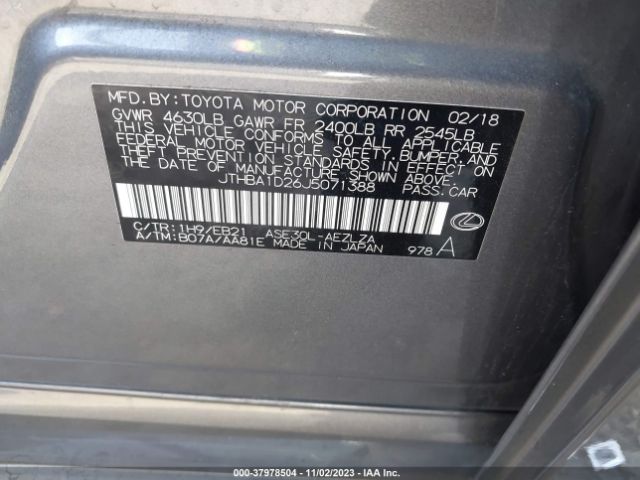 MFD.BY:TOYOTA MOTOR CORPORATION 02/18
GVWR 4630LB GAWR FR 2400LB RR 2545LB
THIS VEHICLE CONFORMS TO ALL APPLICABLE
FEDERAL MOTOR VEHICLE SAFETY,BUMPER,AND
THEFT PREVENTION STANDARDS IN EFFECT ON
THE DATE OF MANUFACTURE SHOWN ABOVE.
JTHBA1D26J5071388 PASS.CAR
C/TR:1H9/EB21 ASE30L-AEZLZA
A/TM:B07A/AA81E MADE IN JAPAN 978 A
000-37978504 | 11/02/2023 | IAA Inc.